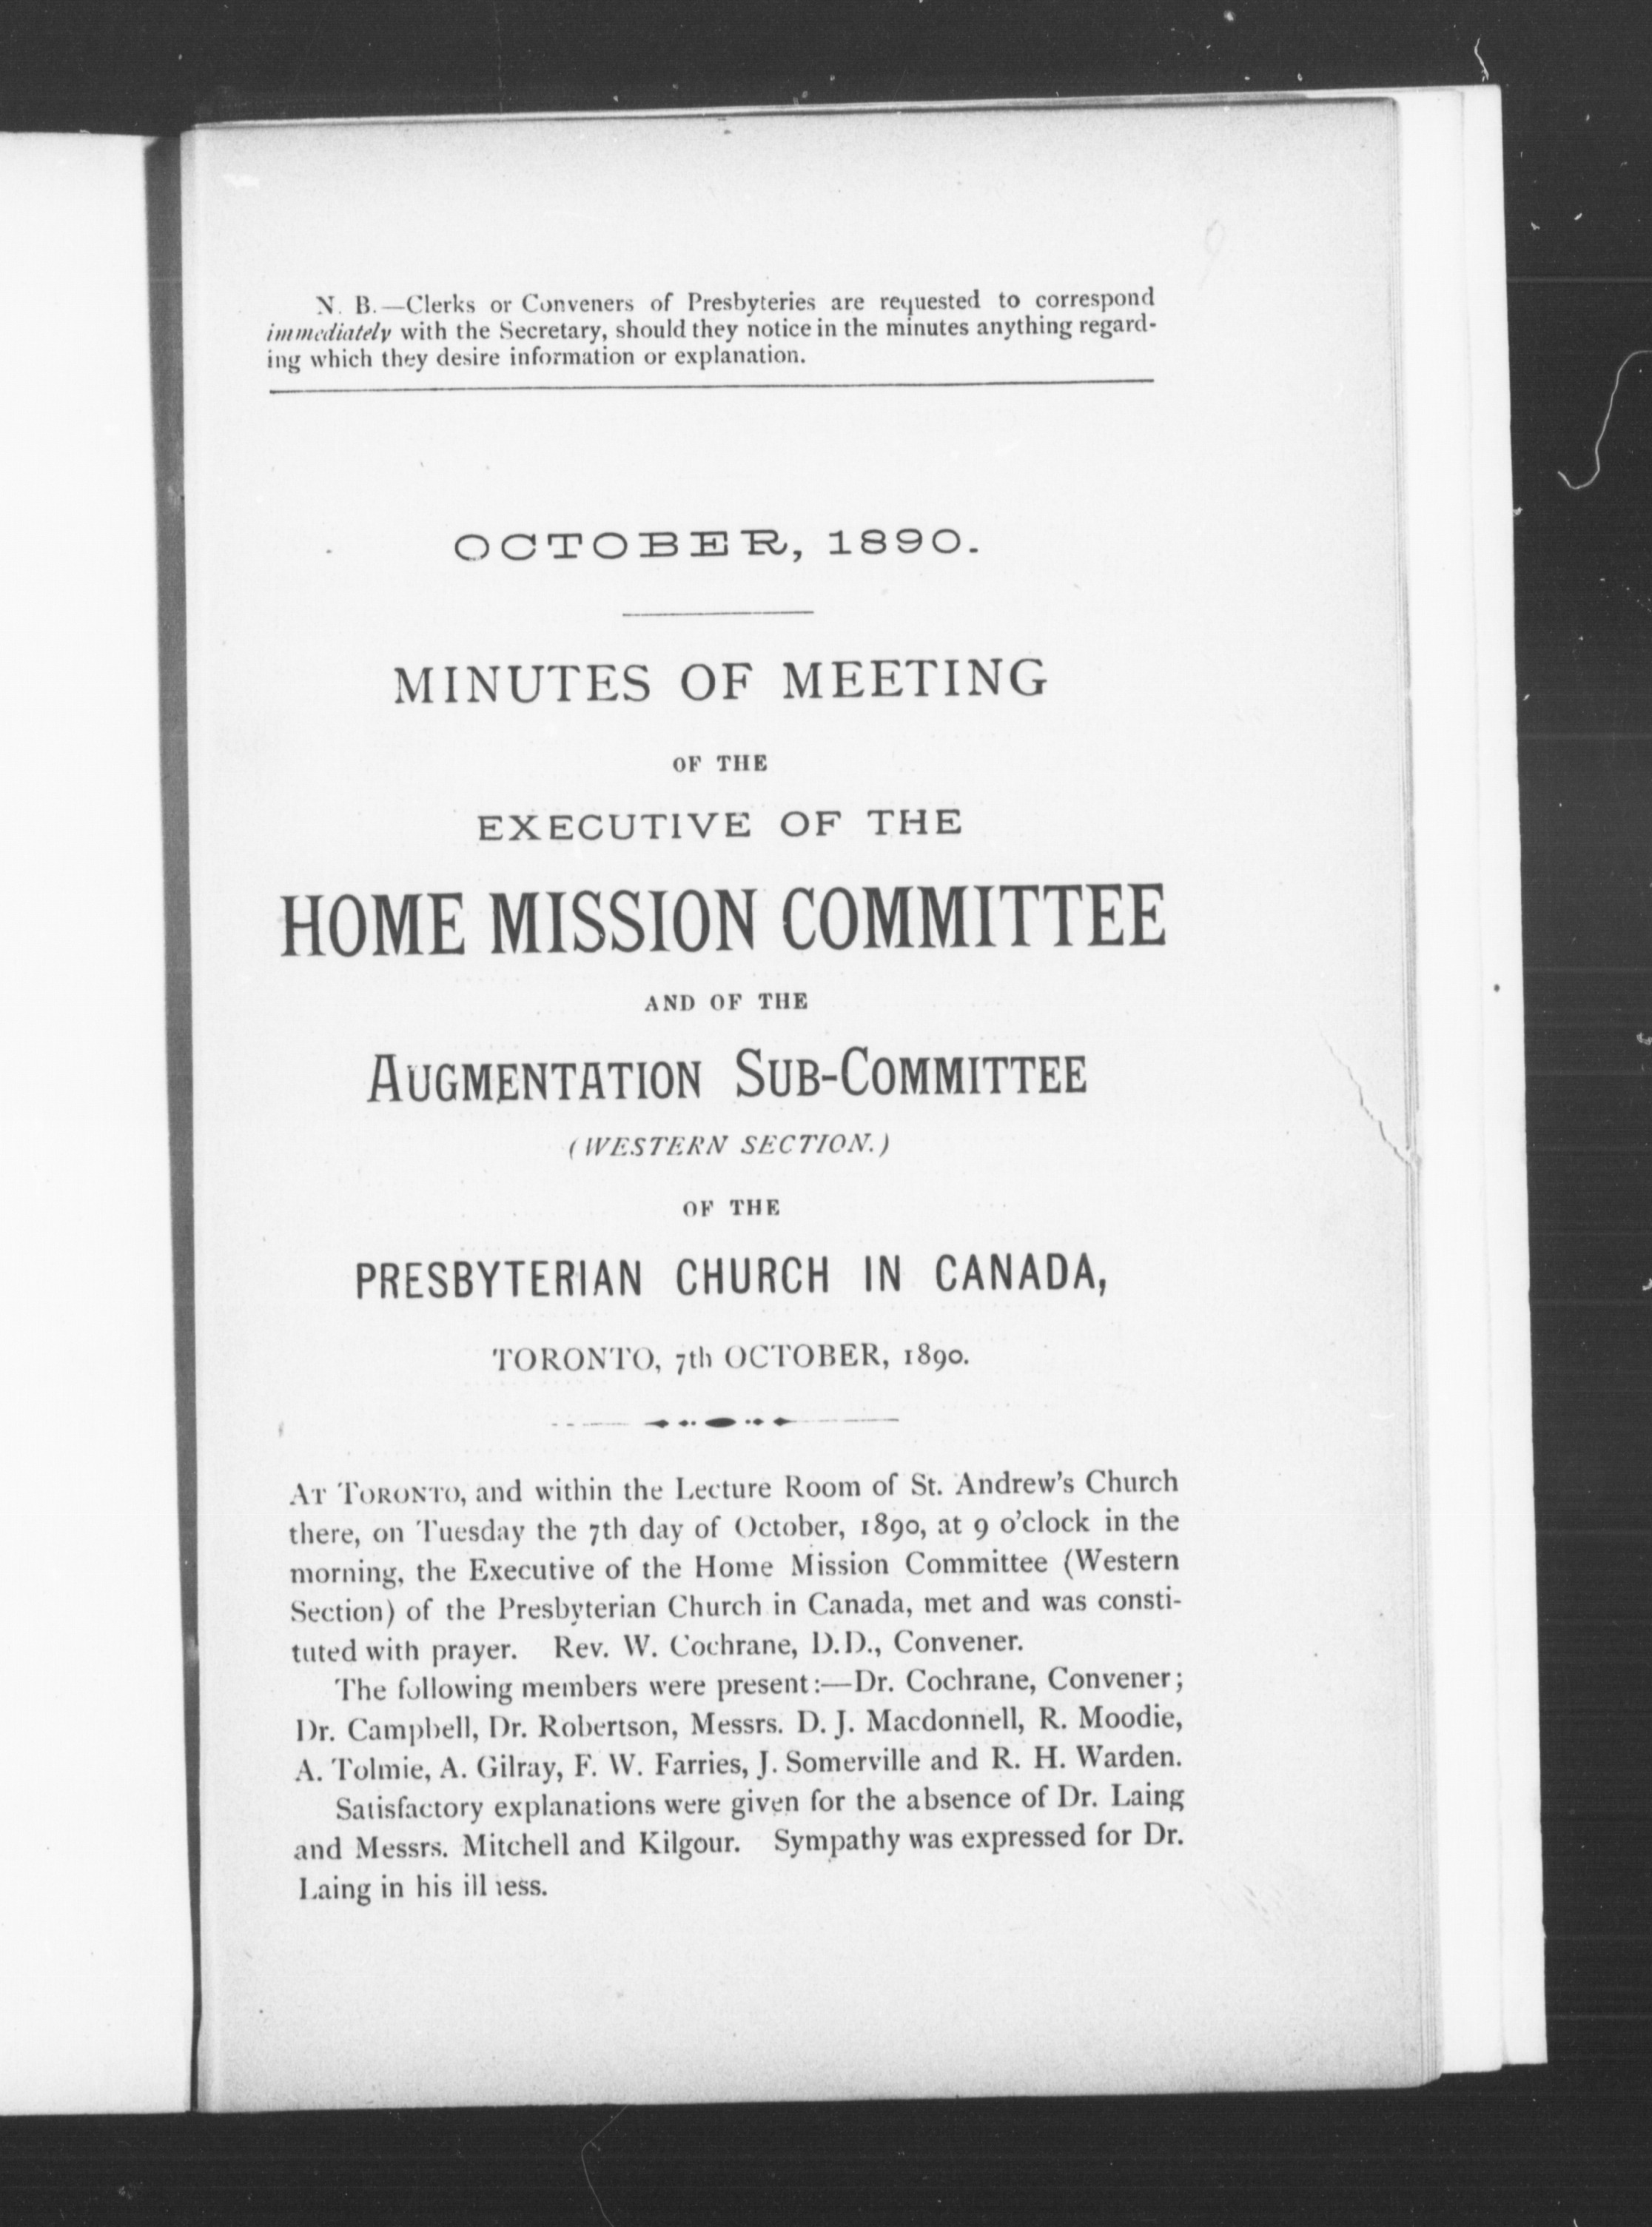 N. B.—Clerks or Conveners of Presbyteries are requested to correspond
immediately with the Secretary, should they notice in the minutes anything regard-
ing which they desire information or explanation.
OCTOBER, 1890.
MINUTES OF MEETING
OF THE
EXECUTIVE OF THE
HOME MISSION COMMITTEE
AND OF THE
AUGMENTATION SUB-COMMITTEE
(WESTERN SECTION.)
OF THE
PRESBYTERIAN CHURCH IN CANADA,
TORONTO, 7th OCTOBER, 1890.
AT TORONTO, and within the Lecture Room of St. Andrew's Church
there, on Tuesday the 7th day of October, 1890, at 9 o'clock in the
morning, the Executive of the Home Mission Committee (Western
Section) of the Presbyterian Church in Canada, met and was consti-
tuted with prayer. Rev. W. Cochrane, D.D., Convener.
The following members were present:—Dr. Cochrane, Convener;
Dr. Campbell, Dr. Robertson, Messrs. D. J. Macdonnell, R. Moodie,
A. Tolmie, A. Gilray, F. W. Farries, J. Somerville and R. H. Warden.
Satisfactory explanations were given for the absence of Dr. Laing
and Messrs. Mitchell and Kilgour. Sympathy was expressed for Dr.
Laing in his illness.